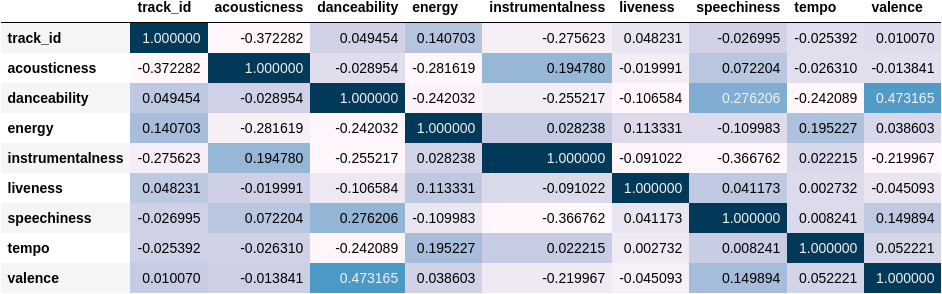 track_id acousticness danceability energy instrumentalness liveness speechiness tempo valence
track_id 1.000000 -0.372282 0.049454 0.140703 -0.275623 0.048231 -0.026995 -0.025392 0.010070
acousticness -0.372282 1.000000 -0.028954 -0.281619 0.194780 -0.019991 0.072204 -0.026310 -0.013841
danceability 0.049454 -0.028954 1.000000 -0.242032 -0.255217 -0.106584 0.276206 -0.242089 0.473165
energy 0.140703 -0.281619 -0.242032 1.000000 0.028238 0.113331 -0.109983 0.195227 0.038603
instrumentalness -0.275623 0.194780 -0.255217 0.028238 1.000000 -0.091022 -0.366762 0.022215 -0.219967
liveness 0.048231 -0.019991 -0.106584 0.113331 -0.091022 1.000000 0.041173 0.002732 -0.045093
speechiness -0.026995 0.072204 0.276206 -0.109983 -0.366762 0.041173 1.000000 0.008241 0.149894
tempo -0.025392 -0.026310 -0.242089 0.195227 0.022215 0.002732 0.008241 1.000000 0.052221
valence 0.010070 -0.013841 0.473165 0.038603 -0.219967 -0.045093 0.149894 0.052221 1.000000